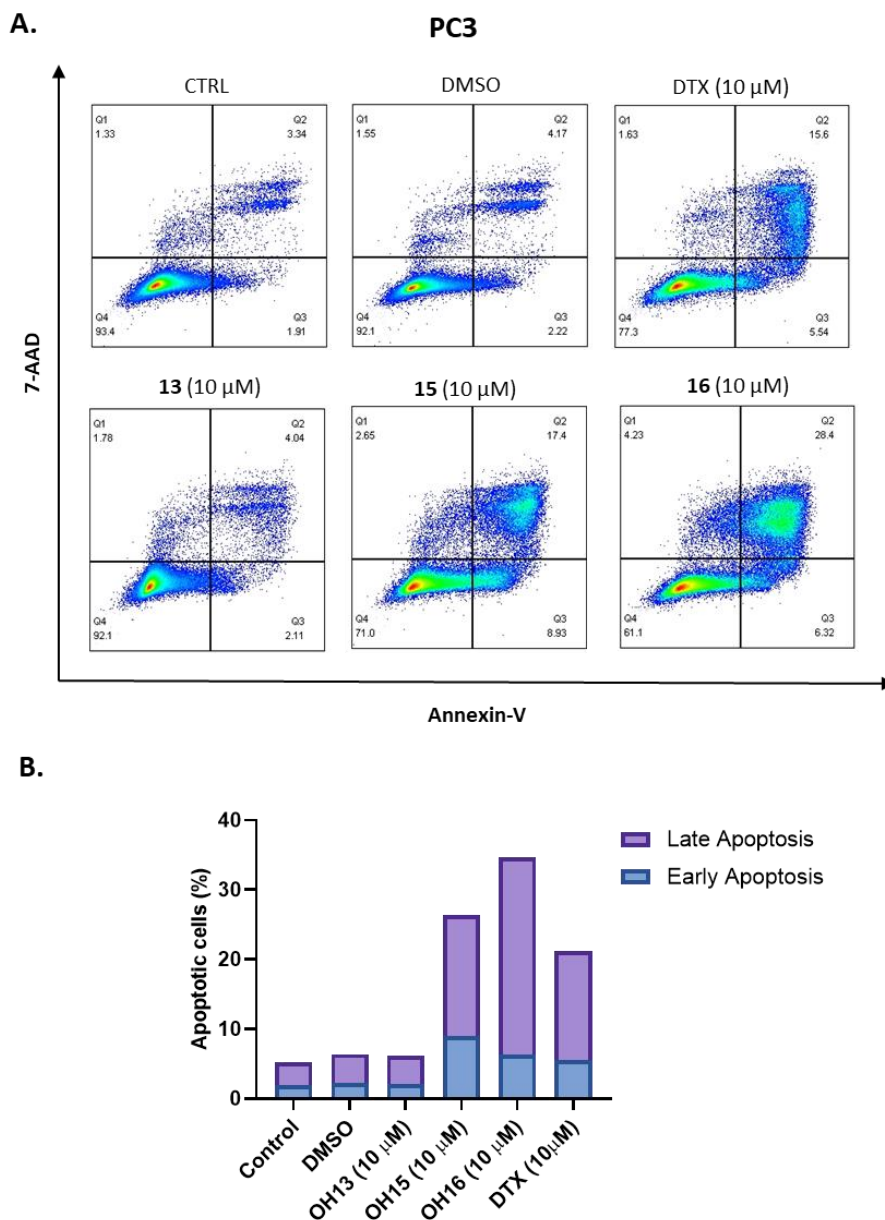 A.
PC3
CTRL
DMSO
DTX (10 µM)
Q1
1.33
Q2
3.34
Q4
93.4
Q3
1.91
Q1
1.55
Q2
4.17
Q4
92.1
Q3
2.22
Q1
1.63
Q2
15.6
Q4
77.3
Q3
5.54
7-AAD
13 (10 µM)
15 (10 µM)
16 (10 µM)
Q1
1.78
Q2
4.04
Q4
92.1
Q3
2.11
Q1
2.65
Q2
17.4
Q4
71.0
Q3
8.93
Q1
4.23
Q2
28.4
Q4
61.1
Q3
6.32
Annexin-V
B.
Apoptotic cells (%)
40
30
20
10
0
Late Apoptosis
Early Apoptosis
Control
DMSO
OH13 (10 µM)
OH15 (10 µM)
OH16 (10 µM)
DTX (10µM)